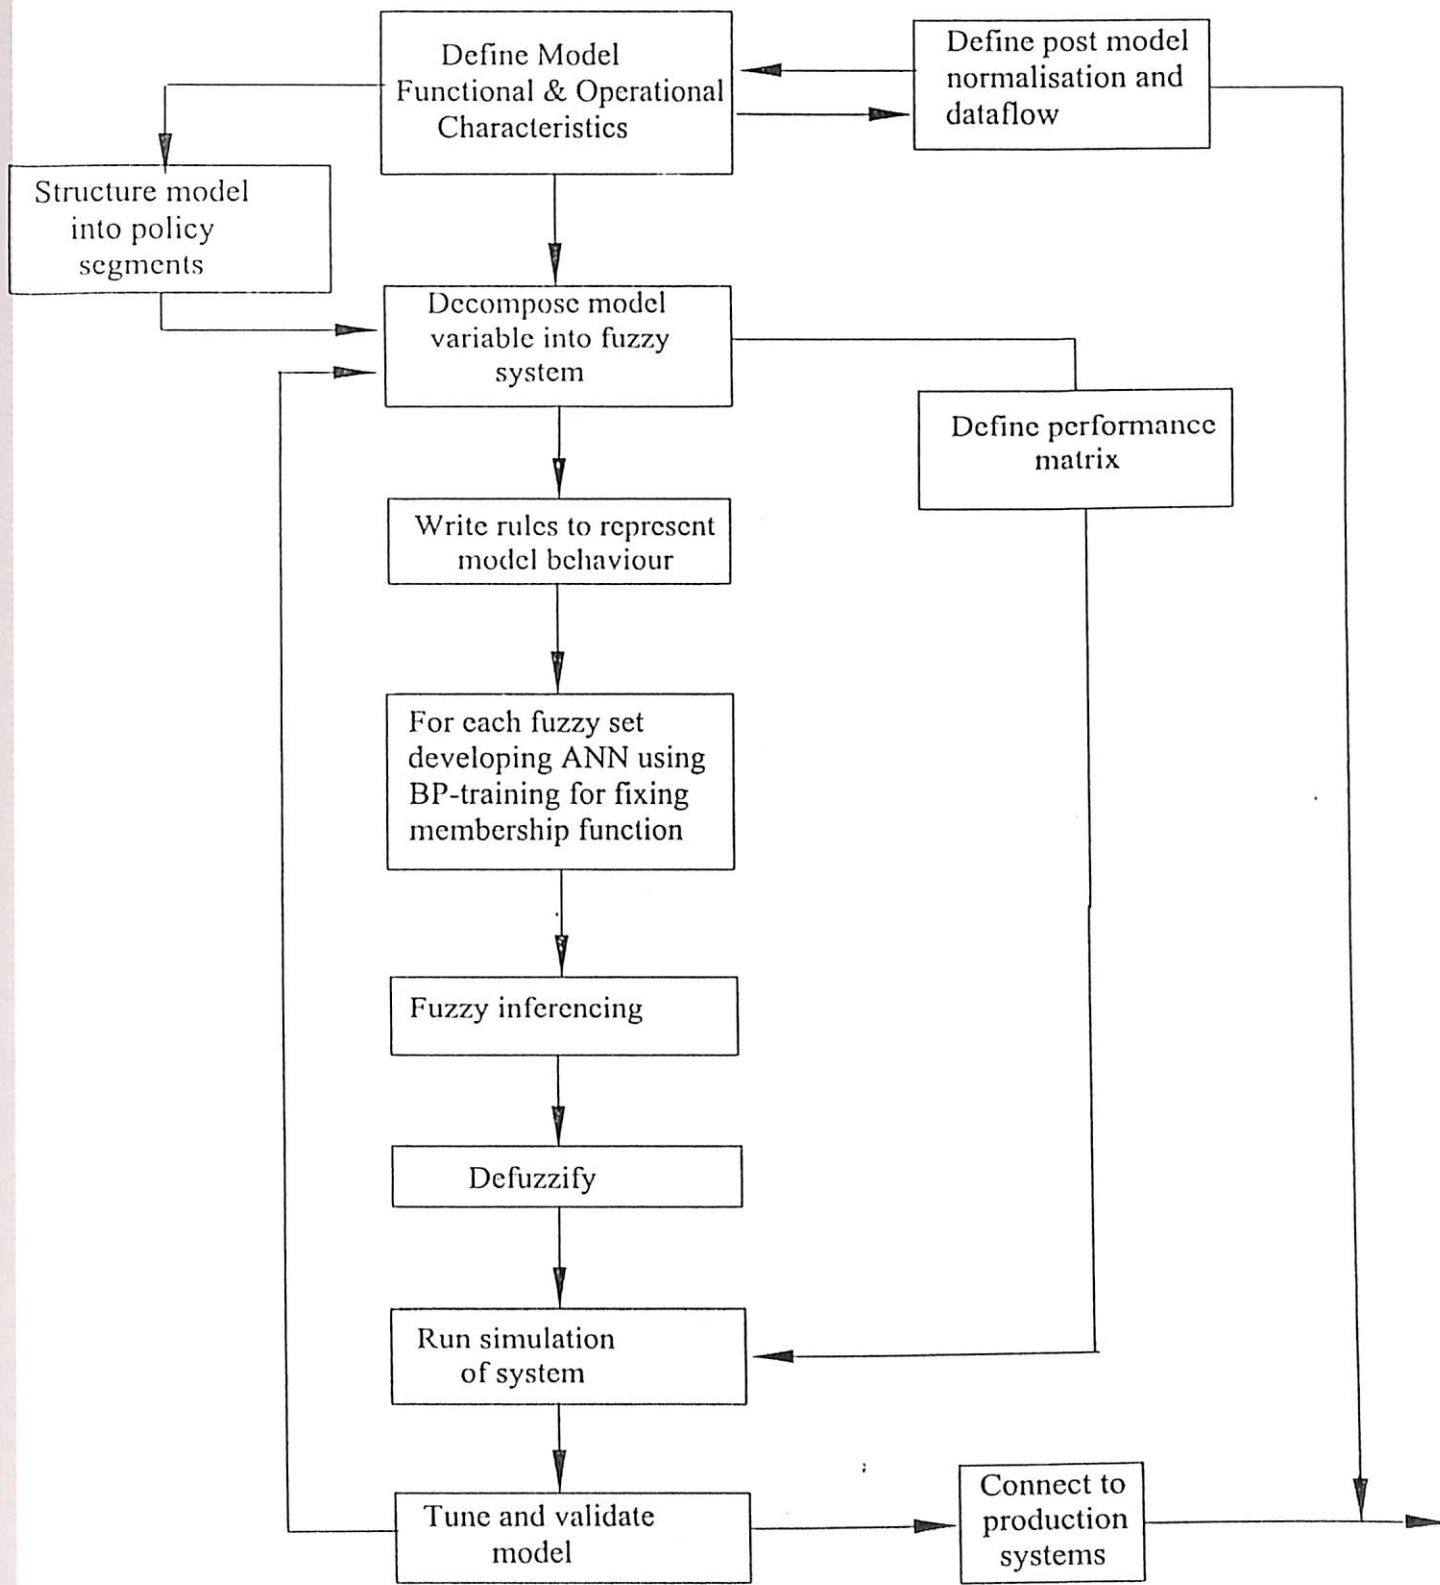 Define Model
Functional & Operational
Characteristics
Define post model
normalisation and
dataflow
Structure model
into policy
segments
Decompose model
variable into fuzzy
system
Define performance
matrix
Write rules to represent
model behaviour
For each fuzzy set
developing ANN using
BP-training for fixing
membership function
Fuzzy inferencing
Defuzzify
Run simulation
of system
Tune and validate
model
Connect to
production
systems